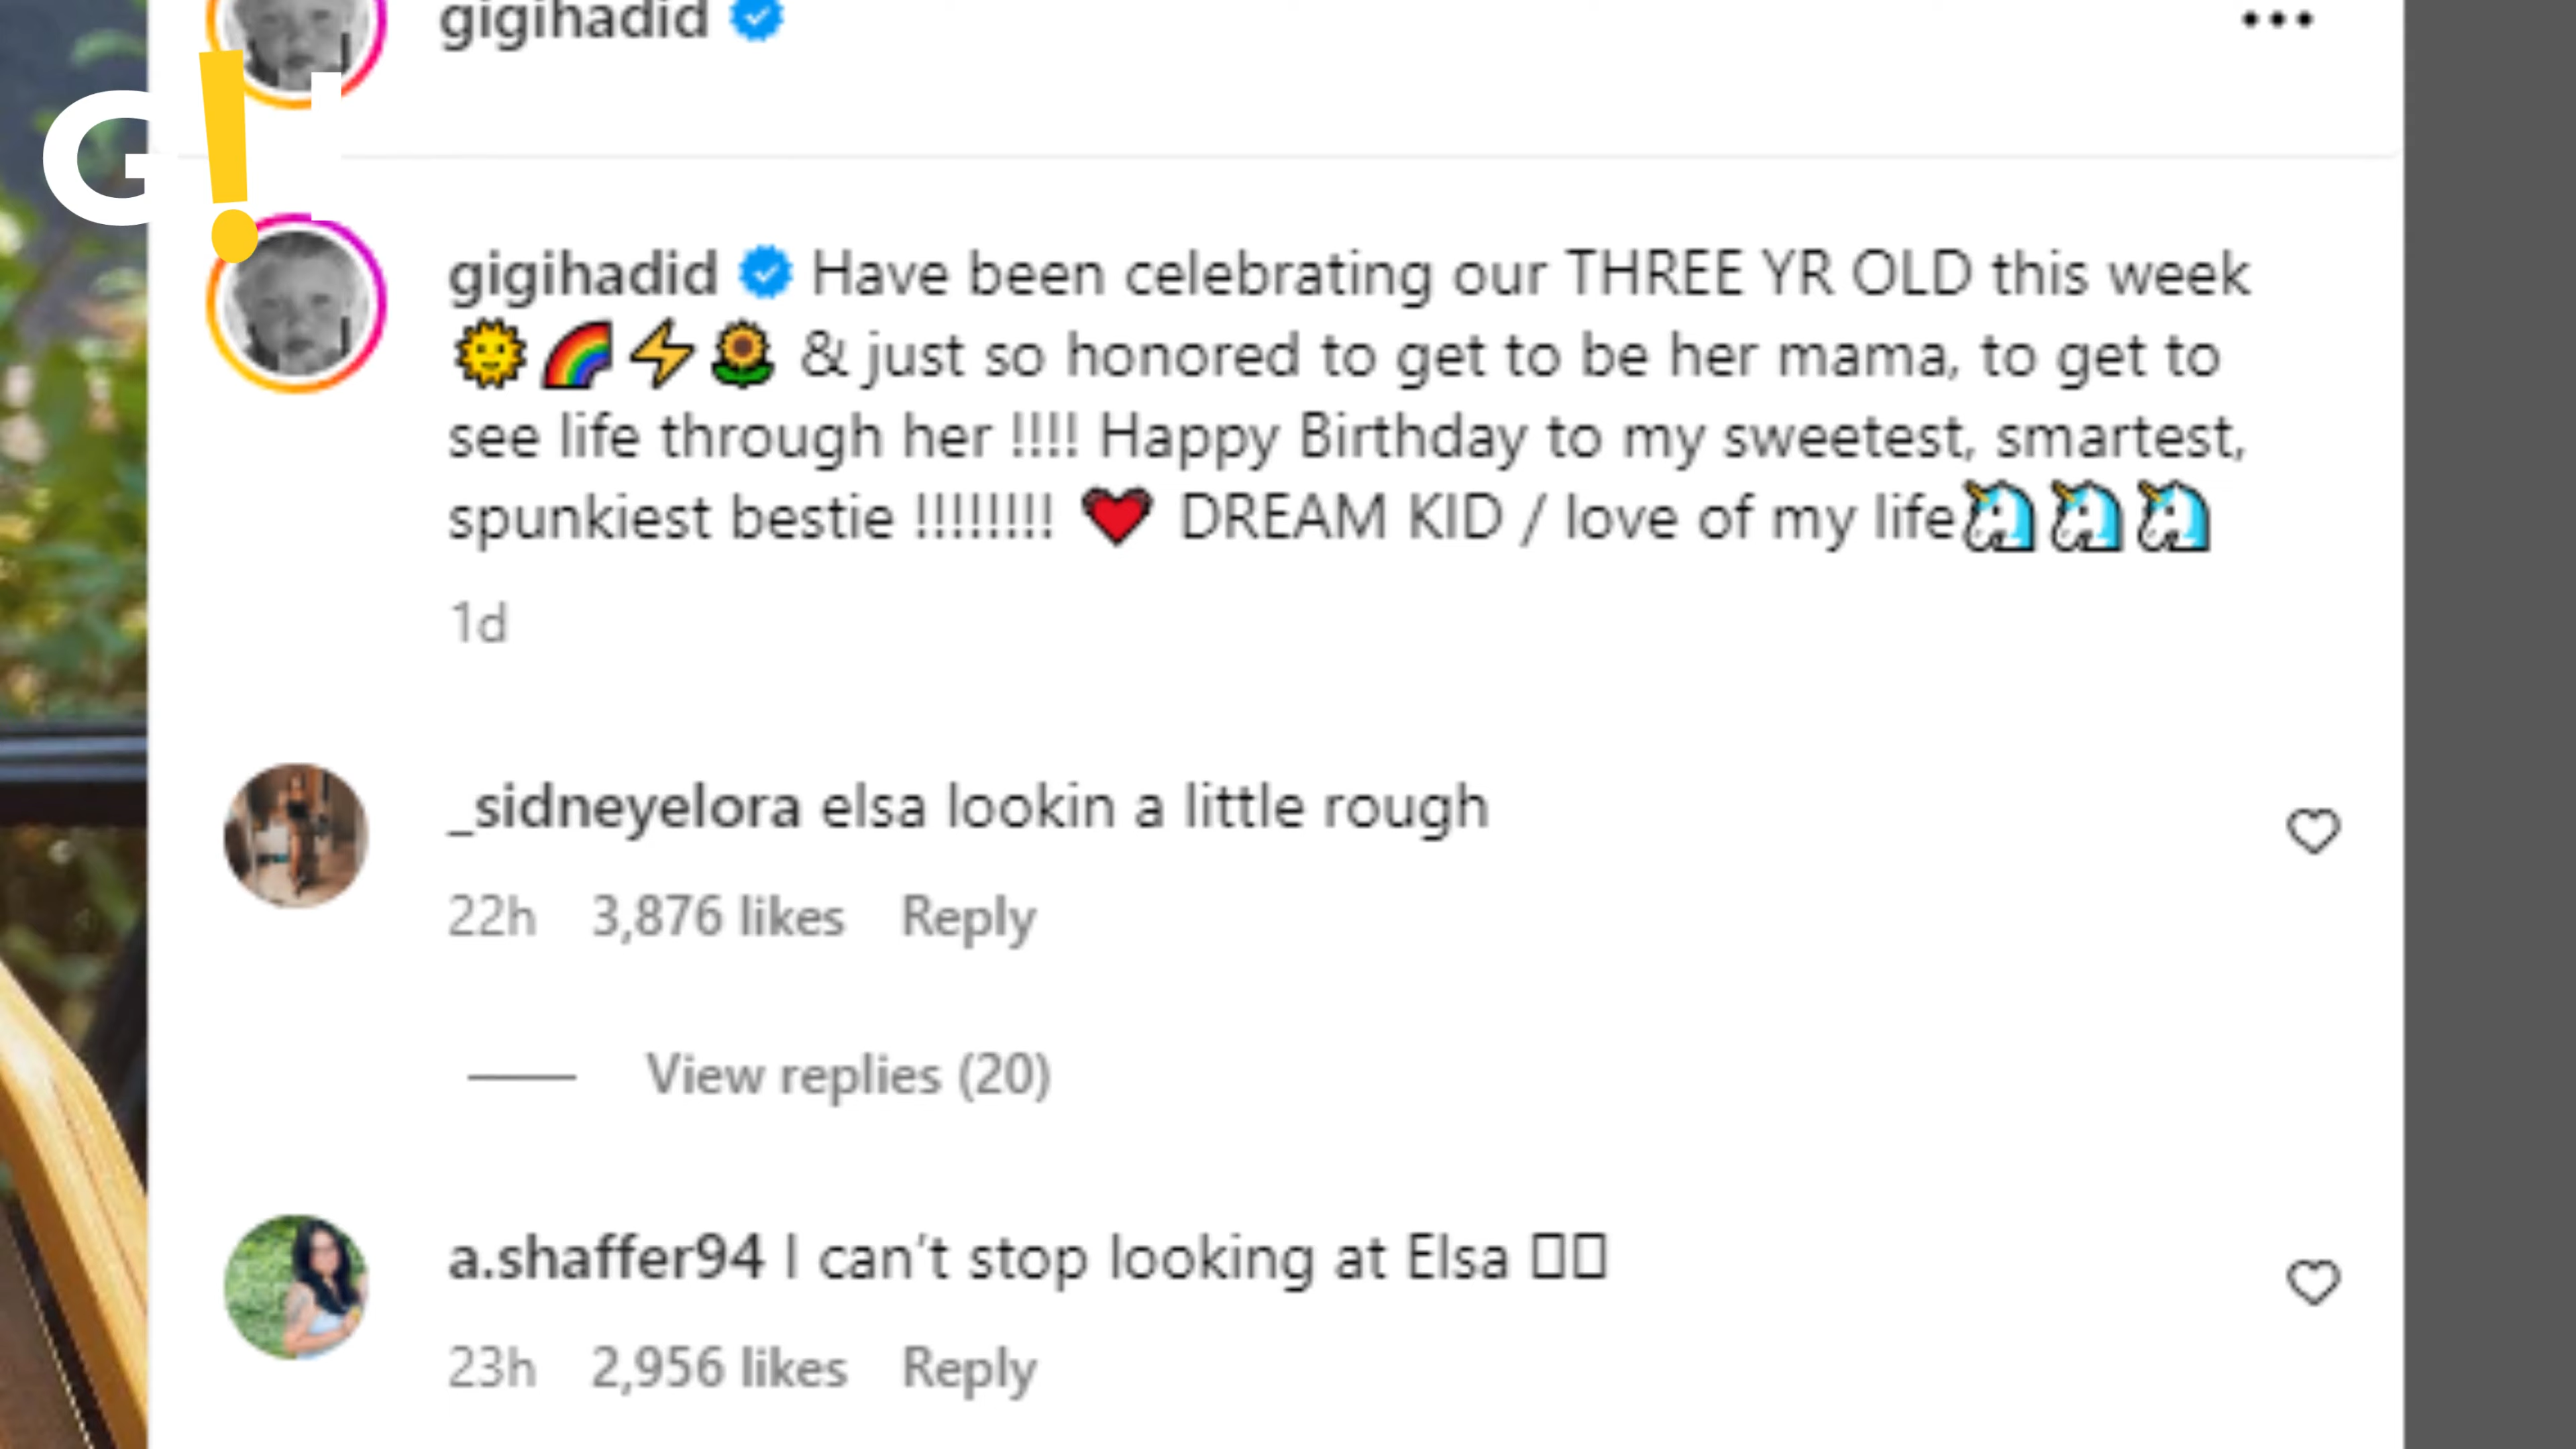 gigihadid
G!
gigihadid Have been celebrating our THREE YR OLD this week
🌞🌈⚡🌻 & just so honored to get to be her mama, to get to
see life through her !!!! Happy Birthday to my sweetest, smartest,
spunkiest bestie !!!!!!!! ❤️ DREAM KID / love of my life🦄🦄🦄
1d
_sidneyelora elsa lookin a little rough
22h 3,876 likes Reply
View replies (20)
a.shaffer94 I can't stop looking at Elsa
23h 2,956 likes Reply